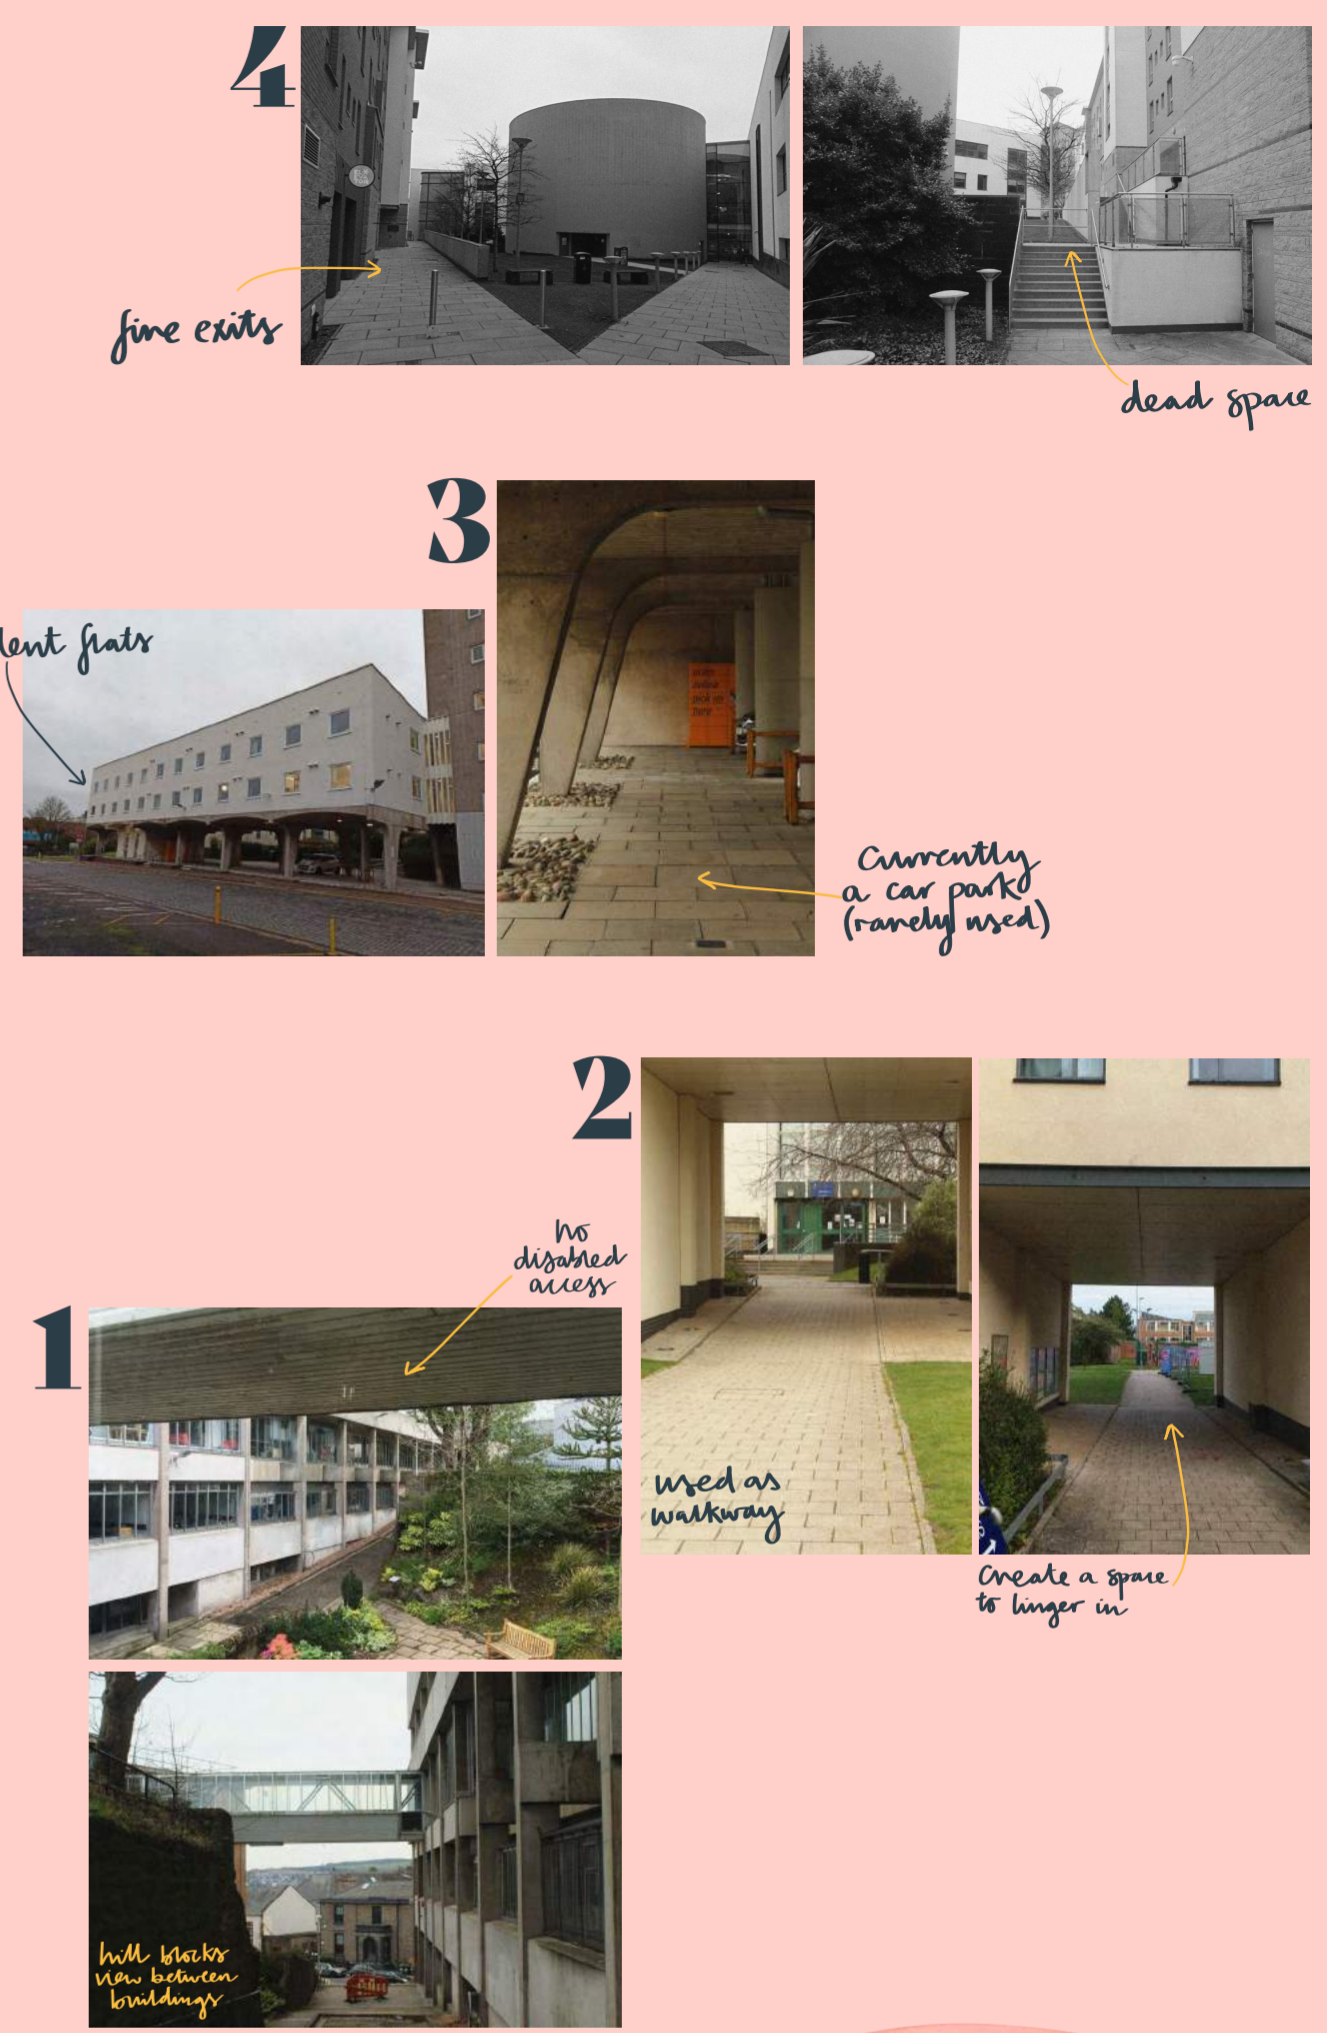 4
fire exits
dead space
3
dent flats
currently
a car park
(rarely used)
2
no
disabled
access
1
used as
walkway
create a space
to linger in
hill blocks
view between
buildings